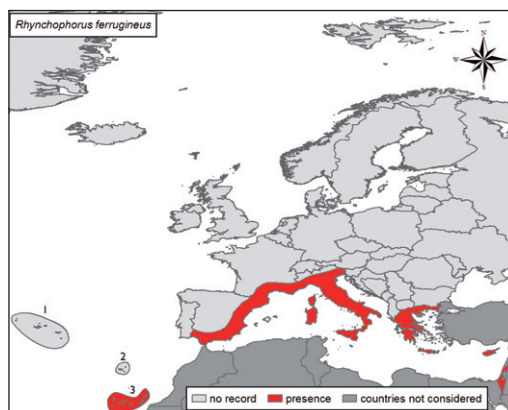 Rhynchophorus ferrugineus
N
W
E
S
1
2
3
no record
presence
countries not considered